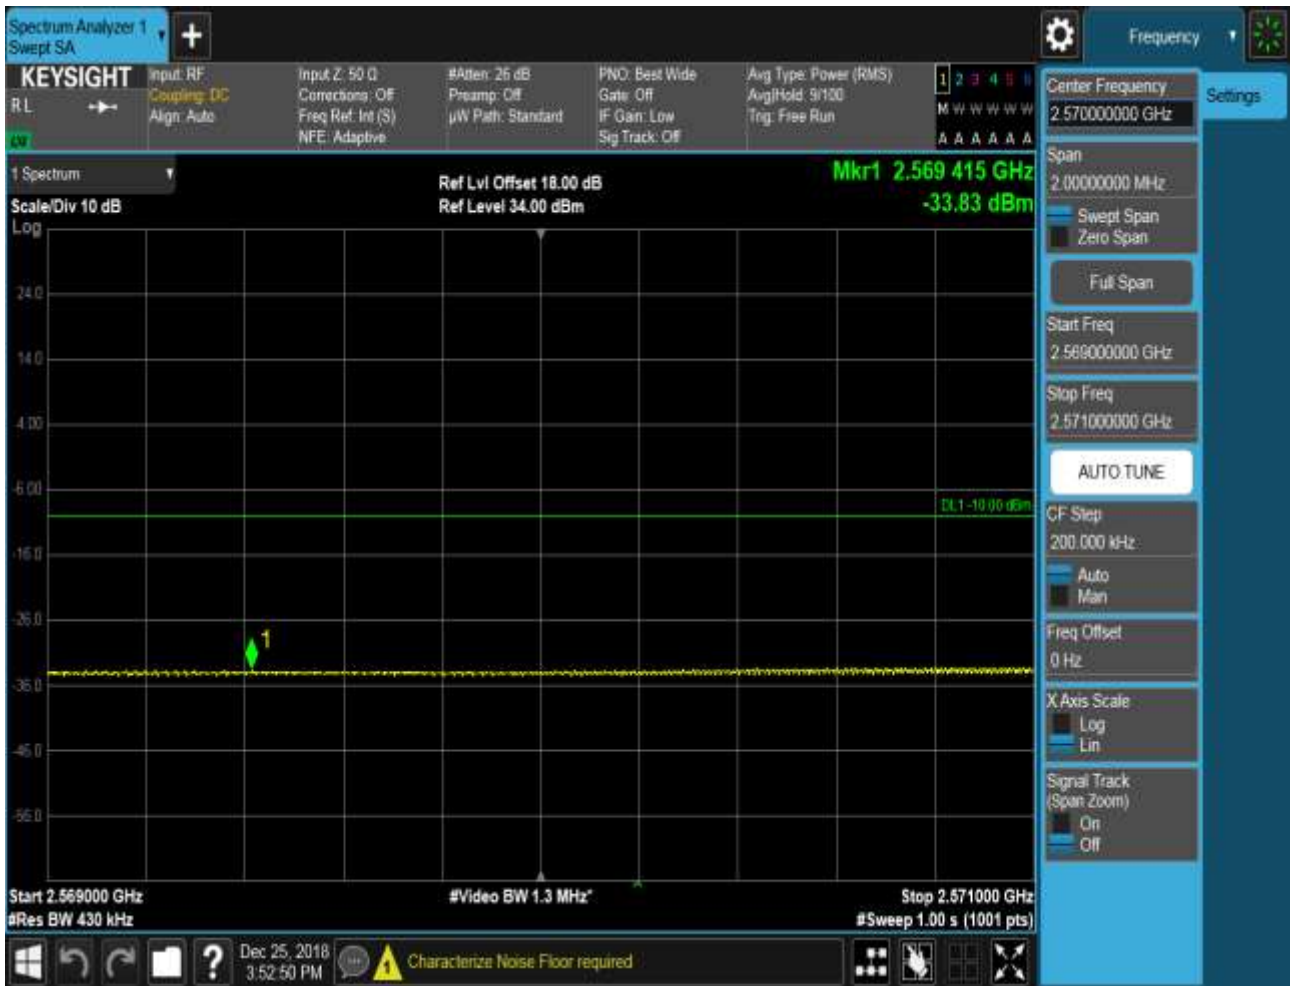 Spectrum Analyzer 1
Swept SA
Frequency
KEYSIGHT
RL
Input: RF
Coupling: DC
Align: Auto
Input Z: 50 Ω
Corrections: Off
Freq Ref: Int (S)
NFE: Adaptive
#Atten: 26 dB
Preamp: Off
µW Path: Standard
PNO: Best Wide
Gate: Off
IF Gain: Low
Sig Track: Off
Avg Type: Power (RMS)
Avg|Hold: 9/100
Trig: Free Run
1 2 3 4 5 6
M W W W W W
A A A A A A
1 Spectrum
Scale/Div 10 dB
Log
Ref Lvl Offset 18.00 dB
Ref Level 34.00 dBm
Mkr1 2.569 415 GHz
-33.83 dBm
24.0
14.0
4.00
-6.00
-16.0
-26.0
-36.0
-46.0
-56.0
DL1 -10.00 dBm
1
Start 2.569000 GHz
#Res BW 430 kHz
#Video BW 1.3 MHz*
Stop 2.571000 GHz
#Sweep 1.00 s (1001 pts)
Center Frequency
2.570000000 GHz
Settings
Span
2.00000000 MHz
Swept Span
Zero Span
Full Span
Start Freq
2.569000000 GHz
Stop Freq
2.571000000 GHz
AUTO TUNE
CF Step
200.000 kHz
Auto
Man
Freq Offset
0 Hz
X Axis Scale
Log
Lin
Signal Track
(Span Zoom)
On
Off
?
Dec 25, 2018
3:52:50 PM
1
Characterize Noise Floor required